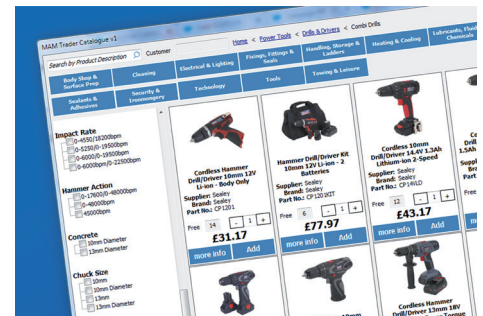 MAM Trader Catalogue v1
Search by Product Description
Customer
Home < Power Tools < Drills & Drivers < Combi Drills
Body Shop & Surface Prep
Cleaning
Electrical & Lighting
Fixings, Fittings & Seals
Handling, Storage & Ladders
Heating & Cooling
Lubricants, Fluids
Chemicals
Sealants & Adhesives
Security & Ironmongery
Technology
Tools
Towing & Leisure
Impact Rate
0-4550/18200bpm
0-5250/0-19500bpm
0-6000/0-19500bpm
0-6000bpm/0-22500bpm
Hammer Action
0-17600/0-48000bpm
0-48000bpm
45000bpm
Concrete
10mm Diameter
13mm Diameter
Chuck Size
10mm
10mm Diameter
13mm
13mm Diameter
Cordless Hammer
Drill/Driver 10mm 12V
Li-ion - Body Only
Supplier: Sealey
Brand: Sealey
Part No.: CP1201
Free 14 - 1 +
£31.17
more info Add
Hammer Drill/Driver Kit
10mm 12V Li-ion - 2
Batteries
Supplier: Sealey
Brand: Sealey
Part No.: CP1201KIT
Free 6 - 1 +
£77.97
more info Add
Cordless 10mm
Drill/Driver 14.4V 1.3Ah
Lithium-ion 2-Speed
Supplier: Sealey
Brand: Sealey
Part No.: CP14VLD
Free 12 - 1 +
£43.17
more info Add
Cordless Hammer
Drill/Driver 13mm 18V